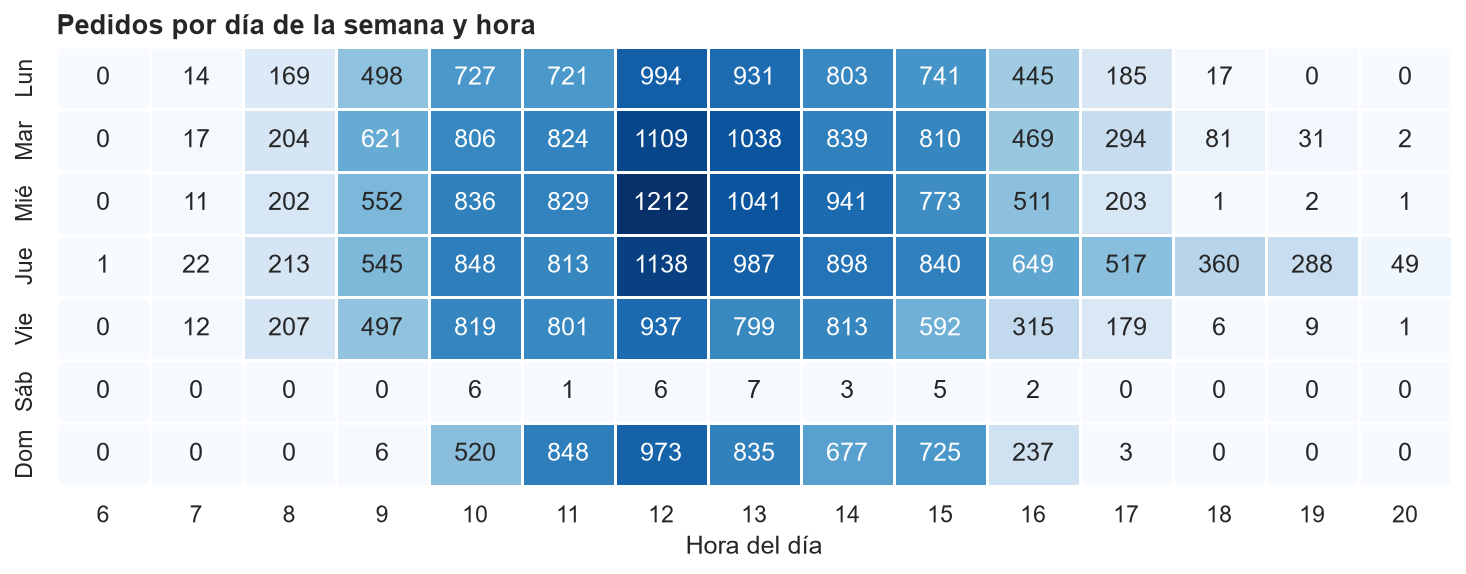 Pedidos por día de la semana y hora
Lun 0 14 169 498 727 721 994 931 803 741 445 185 17 0 0
Mar 0 17 204 621 806 824 1109 1038 839 810 469 294 81 31 2
Mié 0 11 202 552 836 829 1212 1041 941 773 511 203 1 2 1
Jue 1 22 213 545 848 813 1138 987 898 840 649 517 360 288 49
Vie 0 12 207 497 819 801 937 799 813 592 315 179 6 9 1
Sáb 0 0 0 0 6 1 6 7 3 5 2 0 0 0 0
Dom 0 0 0 6 520 848 973 835 677 725 237 3 0 0 0
6 7 8 9 10 11 12 13 14 15 16 17 18 19 20
Hora del día